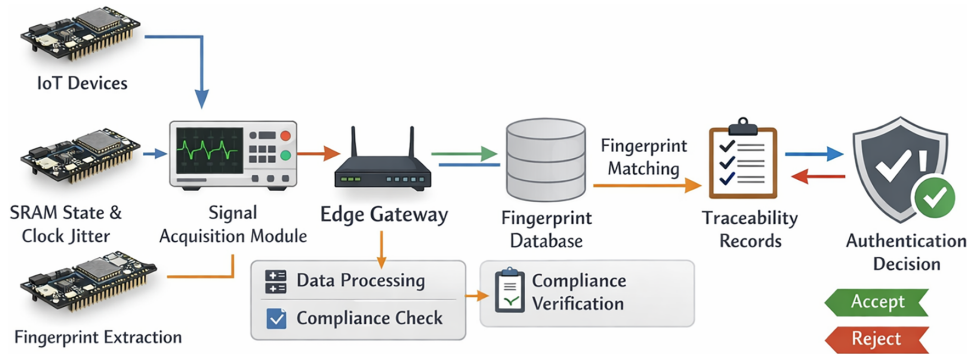 IoT Devices
SRAM State &
Clock Jitter
Fingerprint Extraction
Signal
Acquisition Module
Edge Gateway
Data Processing
Compliance Check
Compliance
Verification
Fingerprint
Database
Fingerprint
Matching
Traceability
Records
Authentication
Decision
Accept
Reject